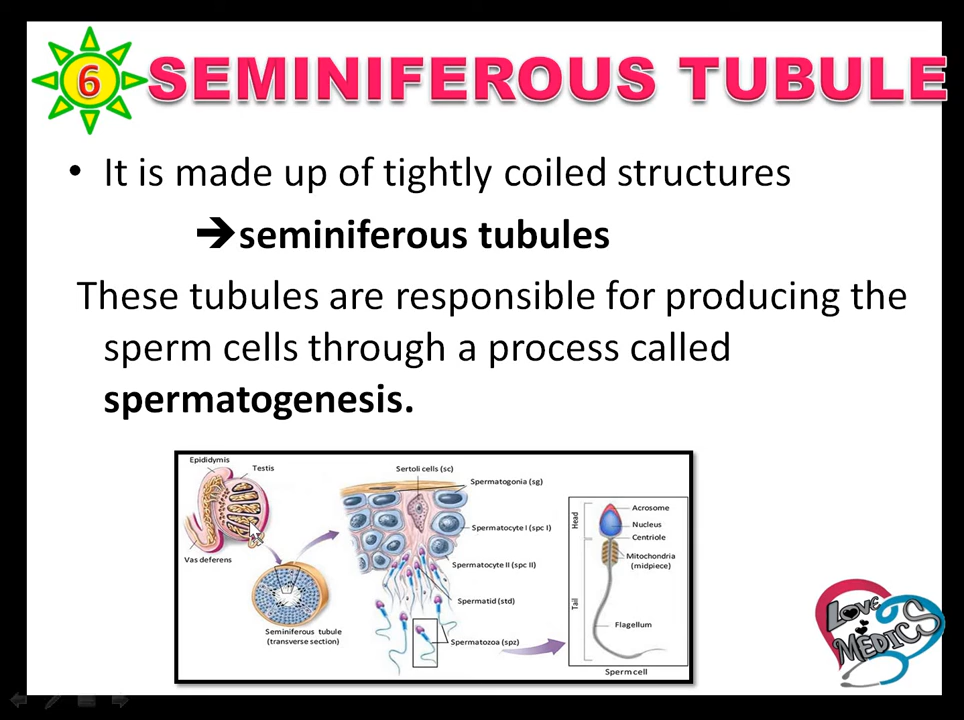 6
SEMINIFEROUS TUBULE
• It is made up of tightly coiled structures
➔seminiferous tubules
These tubules are responsible for producing the
sperm cells through a process called
spermatogenesis.
Epididymis
Testis
Vas deferens
Seminiferous tubule
(transverse section)
Sertoli cells (sc)
Spermatogonia (sg)
Spermatocyte I (spc I)
Spermatocyte II (spc II)
Spermatid (std)
Spermatozoa (spz)
Head
Tail
Acrosome
Nucleus
Centriole
Mitochondria
(midpiece)
Flagellum
Sperm cell
LOVE
MEDICS